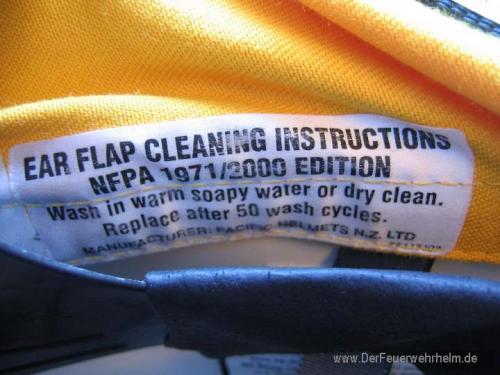 EAR FLAP CLEANING INSTRUCTIONS
NFPA 1971/2000 EDITION
Wash in warm soapy water or dry clean.
Replace after 50 wash cycles.
MANUFACTURER: PACIFIC HELMETS N.Z. LTD
www.DerFeuerwehrhelm.de